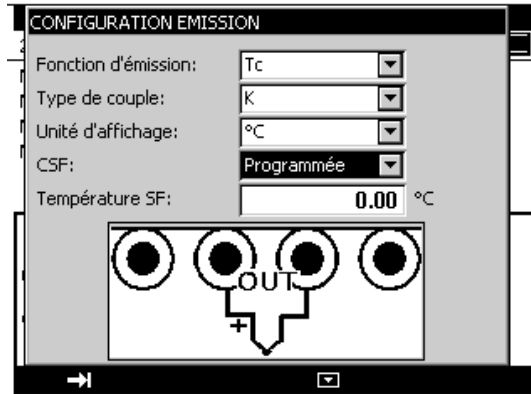 CONFIGURATION EMISSION
Fonction d'émission: Tc
Type de couple: K
Unité d'affichage: °C
CSF: Programmée
Température SF: 0.00 °C
OUT
+